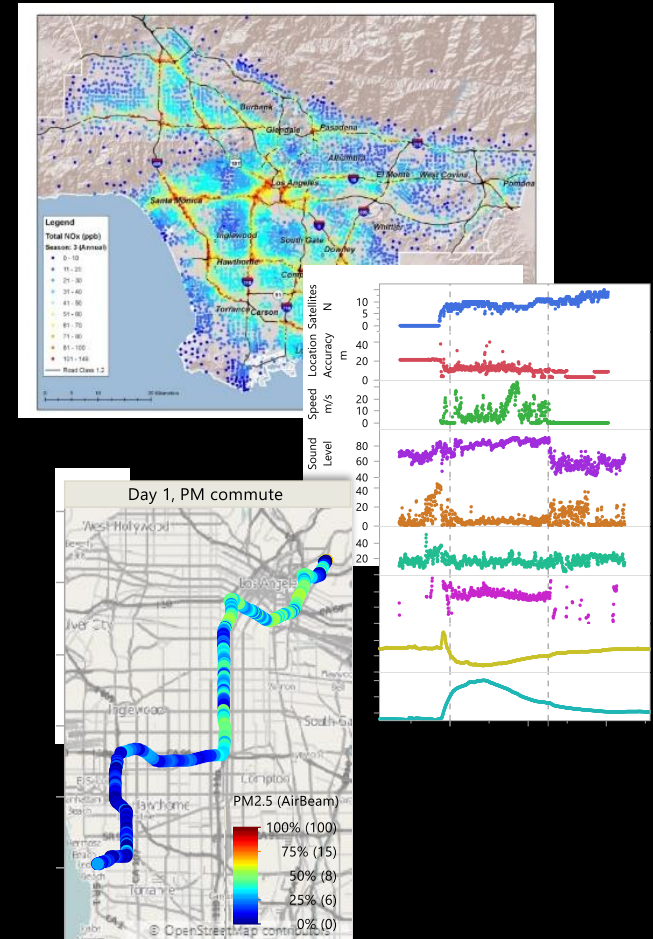 Burbank
Glendale
Pasadena
Alhambra
El Monte
West Covina
Pomona
Los Angeles
Santa Monica
Whittier
Inglewood
South Gate
Downey
Hawthorne
Torrance
Carson
Legend
Total NOx (ppb)
Season: 3 (Annual)
0 - 10
11 - 20
21 - 30
31 - 40
41 - 50
51 - 60
61 - 70
71 - 80
81 - 100
101 - 149
Road Class 1,2
Satellites
N
10
5
0
Location
Accuracy
m
40
20
0
Speed
m/s
20
10
0
Sound
Level
80
60
40
40
20
0
40
20
Day 1, PM commute
West Hollywood
Los Angeles
Inglewood
South Ga
Compton
Hawthorne
Torrance
PM2.5 (AirBeam)
100% (100)
75% (15)
50% (8)
25% (6)
0% (0)
© OpenStreetMap contributors